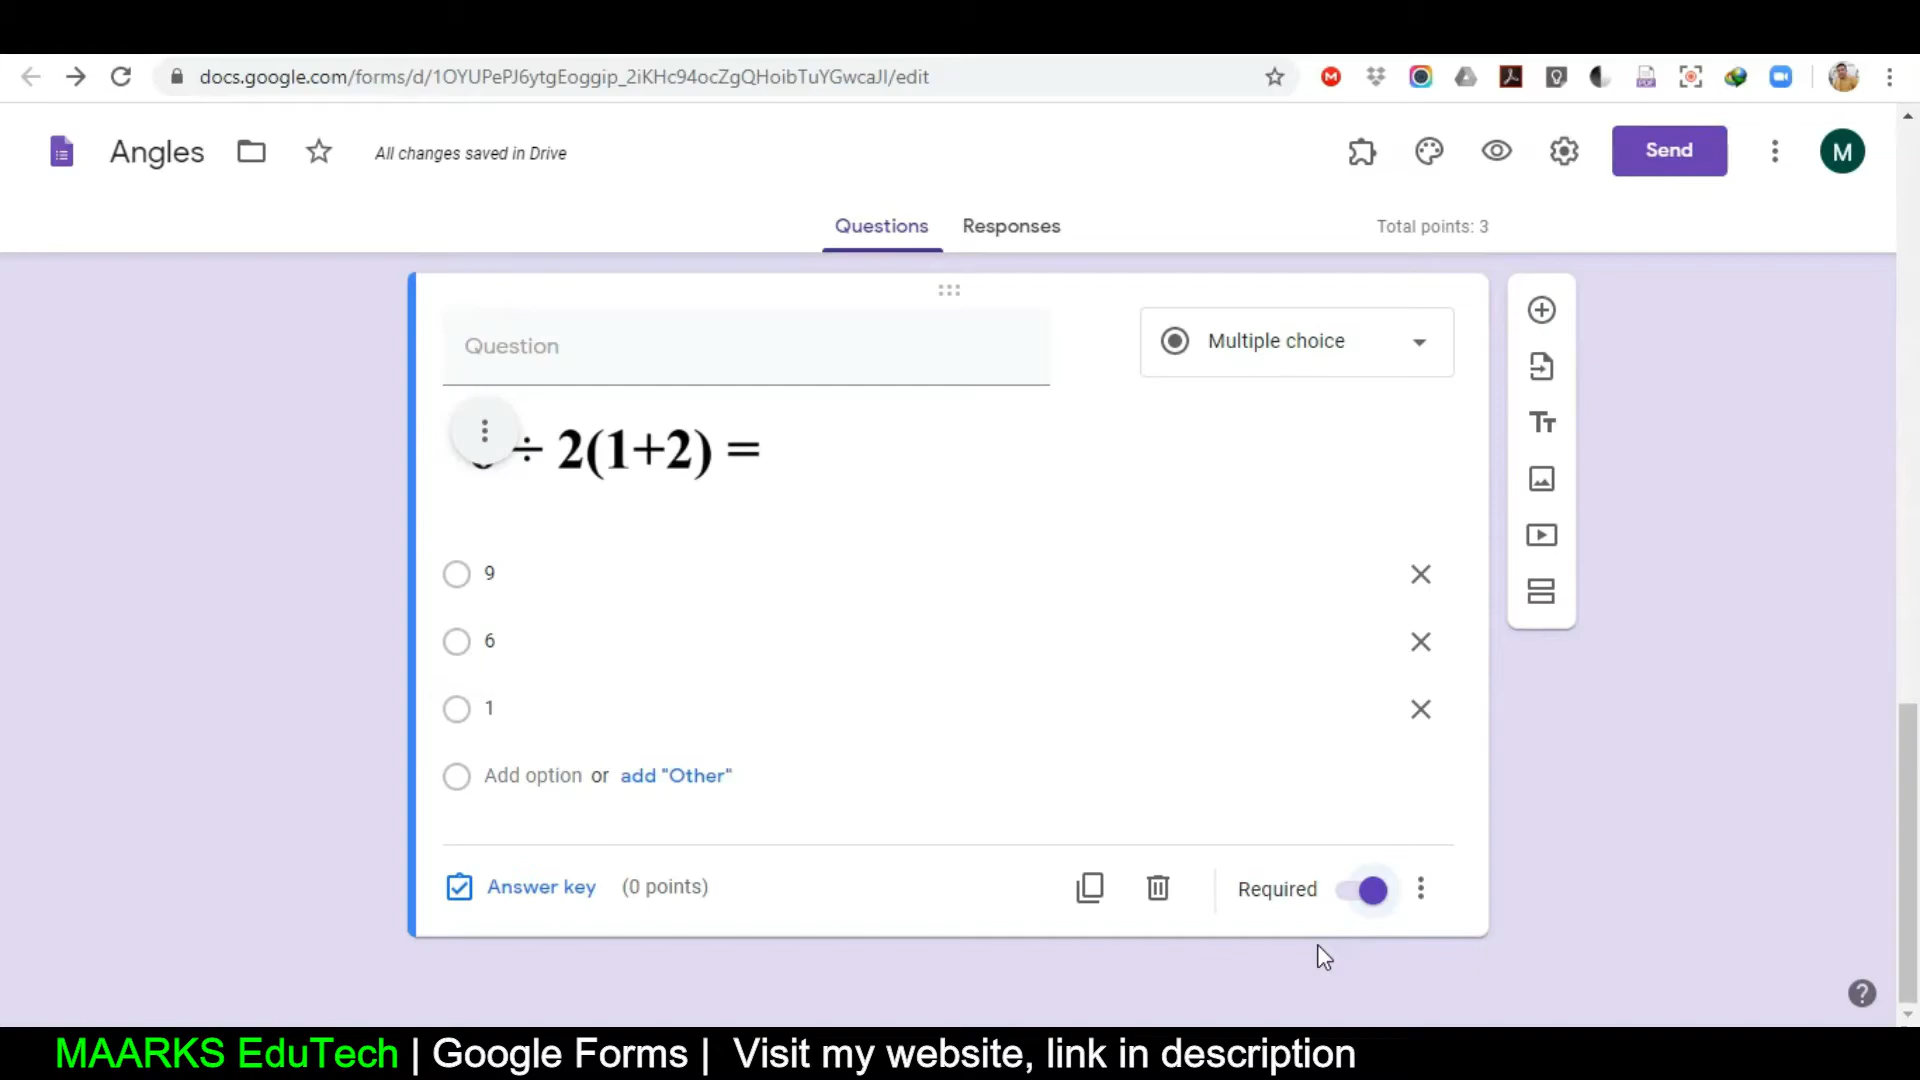 docs.google.com/forms/d/1OYUPePJ6ytgEoggip_2iKHc94ocZgQHoibTuYGwcaJI/edit
Angles
All changes saved in Drive
Send
M
Questions
Responses
Total points: 3
Question
Multiple choice
÷ 2(1+2) =
9
6
1
Add option or add "Other"
Answer key (0 points)
Required
MAARKS EduTech | Google Forms | Visit my website, link in description